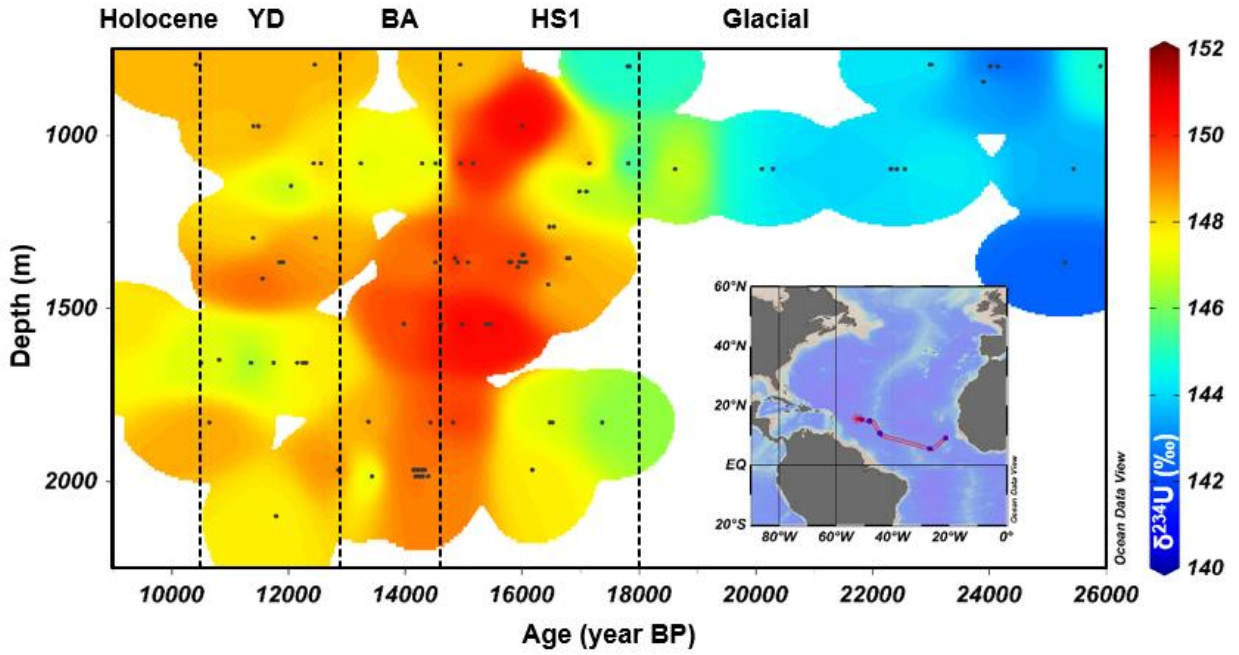 Holocene YD BA HS1 Glacial
152
150
148
146
144
142
140
δ²³⁴U (‰)
1000
1500
2000
Depth (m)
60°N
40°N
20°N
EQ
20°S
80°W 60°W 40°W 20°W 0°
Ocean Data View
Ocean Data View
10000 12000 14000 16000 18000 20000 22000 24000 26000
Age (year BP)